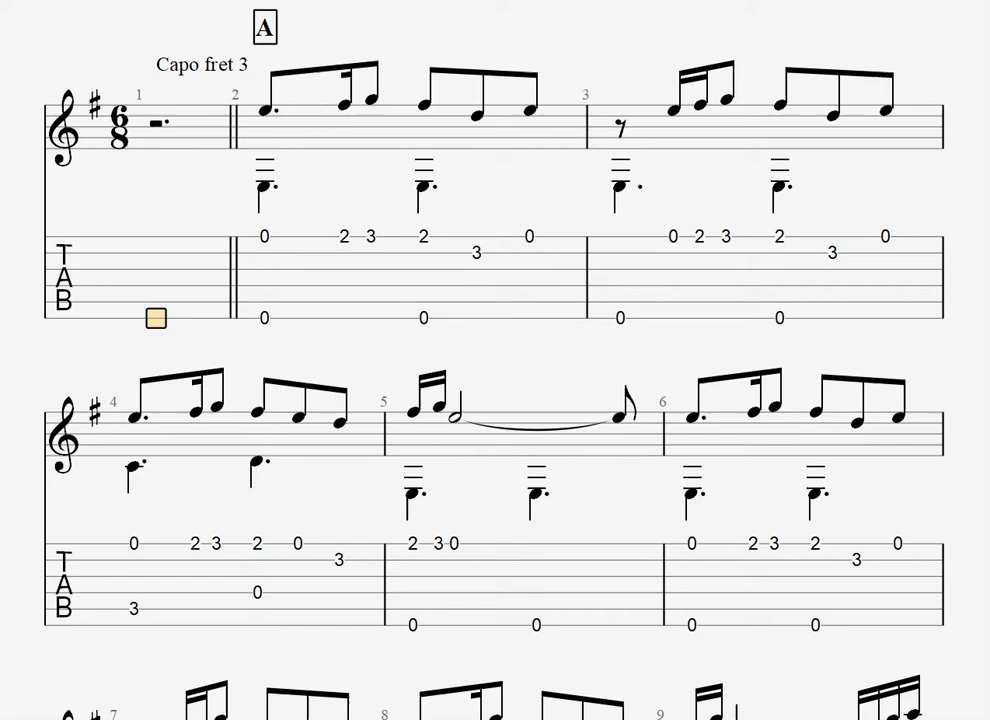 A
Capo fret 3
1 2 3
6
8
0 2 3 2 0 0 2 3 2 0
T 3 3
A
B
0 0 0 0
4 5 6
0 2 3 2 0 2 3 0 0 2 3 2 0
T 3 3
A 0
B 3
0 0 0 0
7 8 9